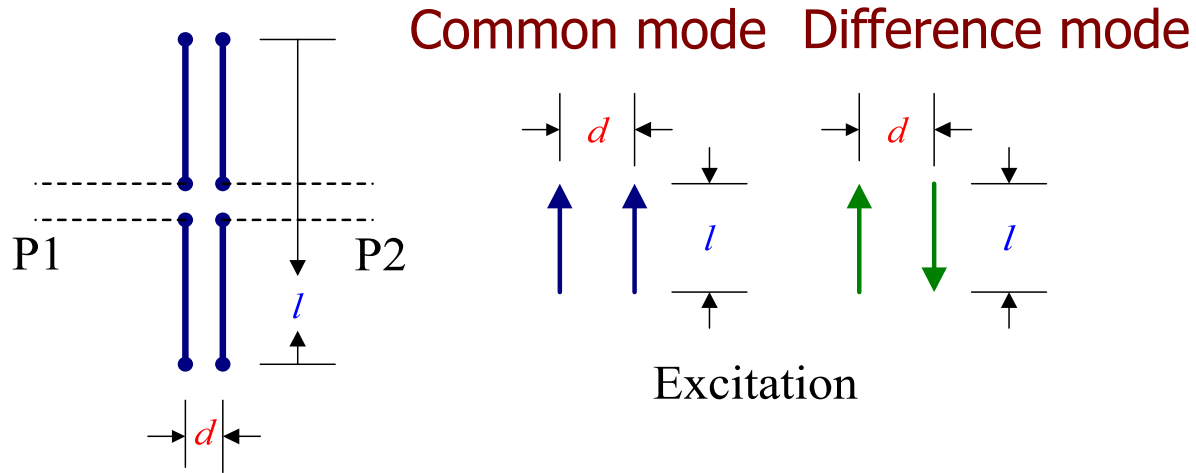 Common mode Difference mode
d d
P1 P2
l l l
Excitation
d